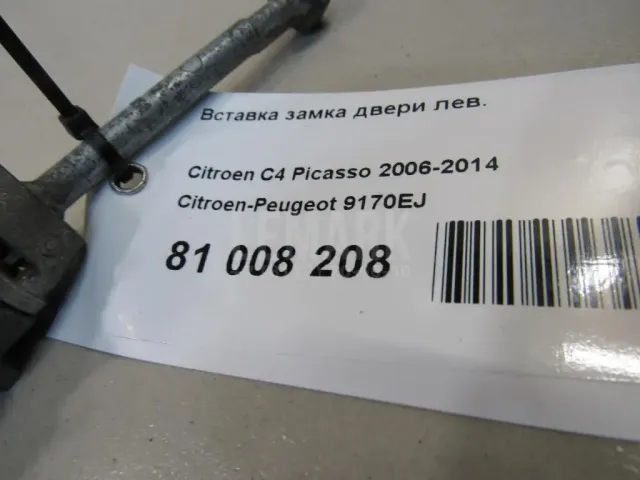 Вставка замка двери лев.
Citroen C4 Picasso 2006-2014
Citroen-Peugeot 9170EJ
81 008 208